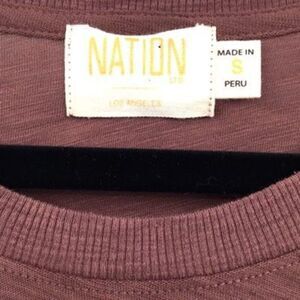 NATION
LTD
LOS ANGELES
MADE IN
S
PERU